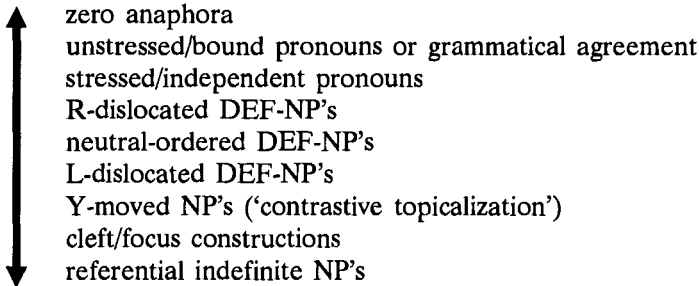 zero anaphora
unstressed/bound pronouns or grammatical agreement
stressed/independent pronouns
R-dislocated DEF-NP's
neutral-ordered DEF-NP's
L-dislocated DEF-NP's
Y-moved NP's ('contrastive topicalization')
cleft/focus constructions
referential indefinite NP's